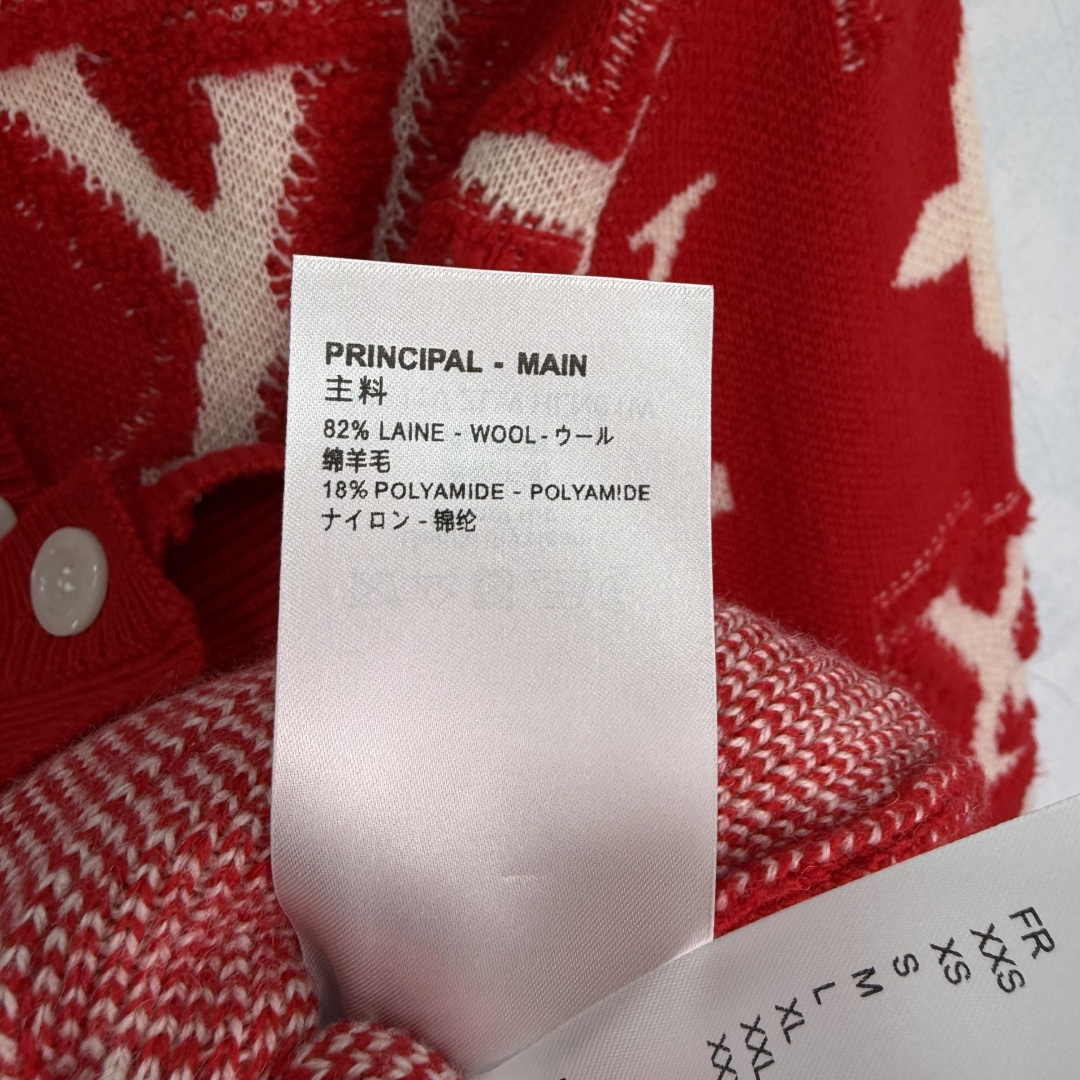 PRINCIPAL - MAIN
主料
82% LAINE - WOOL - ウール
绵羊毛
18% POLYAMIDE - POLYAMIDE
ナイロン - 锦纶
FR
XXS
XS
S
M
L
XL
XXL